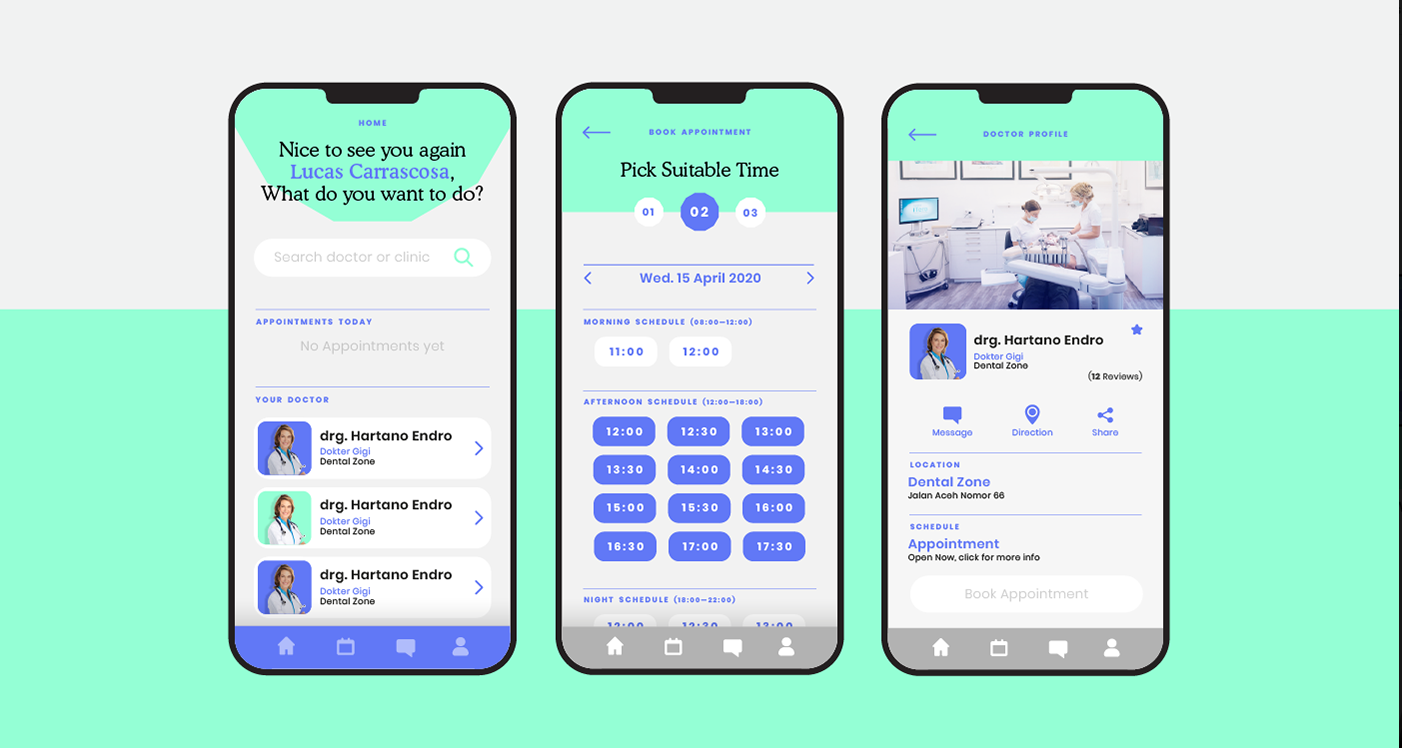 HOME
Nice to see you again
Lucas Carrascosa,
What do you want to do?
Search doctor or clinic
APPOINTMENTS TODAY
No Appointments yet
YOUR DOCTOR
drg. Hartano Endro
Dokter Gigi
Dental Zone
drg. Hartano Endro
Dokter Gigi
Dental Zone
drg. Hartano Endro
Dokter Gigi
Dental Zone
BOOK APPOINTMENT
Pick Suitable Time
01 02 03
Wed. 15 April 2020
MORNING SCHEDULE (08:00—12:00)
11:00 12:00
AFTERNOON SCHEDULE (12:00—18:00)
12:00 12:30 13:00
13:30 14:00 14:30
15:00 15:30 16:00
16:30 17:00 17:30
NIGHT SCHEDULE (18:00—22:00)
12:00 12:30 13:00
DOCTOR PROFILE
drg. Hartano Endro
Dokter Gigi
Dental Zone
(12 Reviews)
Message Direction Share
LOCATION
Dental Zone
Jalan Aceh Nomor 66
SCHEDULE
Appointment
Open Now, click for more info
Book Appointment